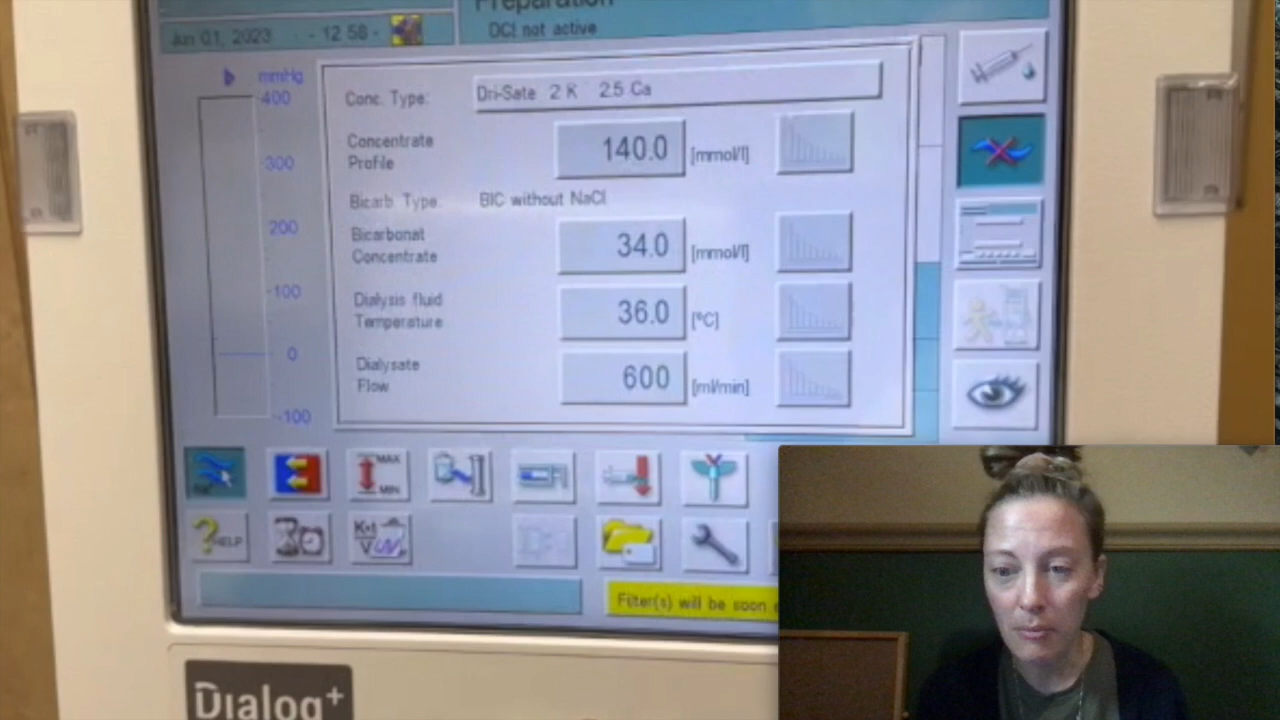 Preparation
Jun 01, 2023 - 12:58 -
DCI not active
mmHg
400
300
200
100
0
-100
Conc. Type: Dri-Sate 2 K 2.5 Ca
Concentrate
Profile
140.0 [mmol/l]
Bicarb. Type: BIC without NaCl
Bicarbonat
Concentrate
34.0 [mmol/l]
Dialysis fluid
Temperature
36.0 [°C]
Dialysate
Flow
600 [ml/min]
MAX
MIN
HELP
K•t
V
UV
Filter(s) will be soon
Dialog+